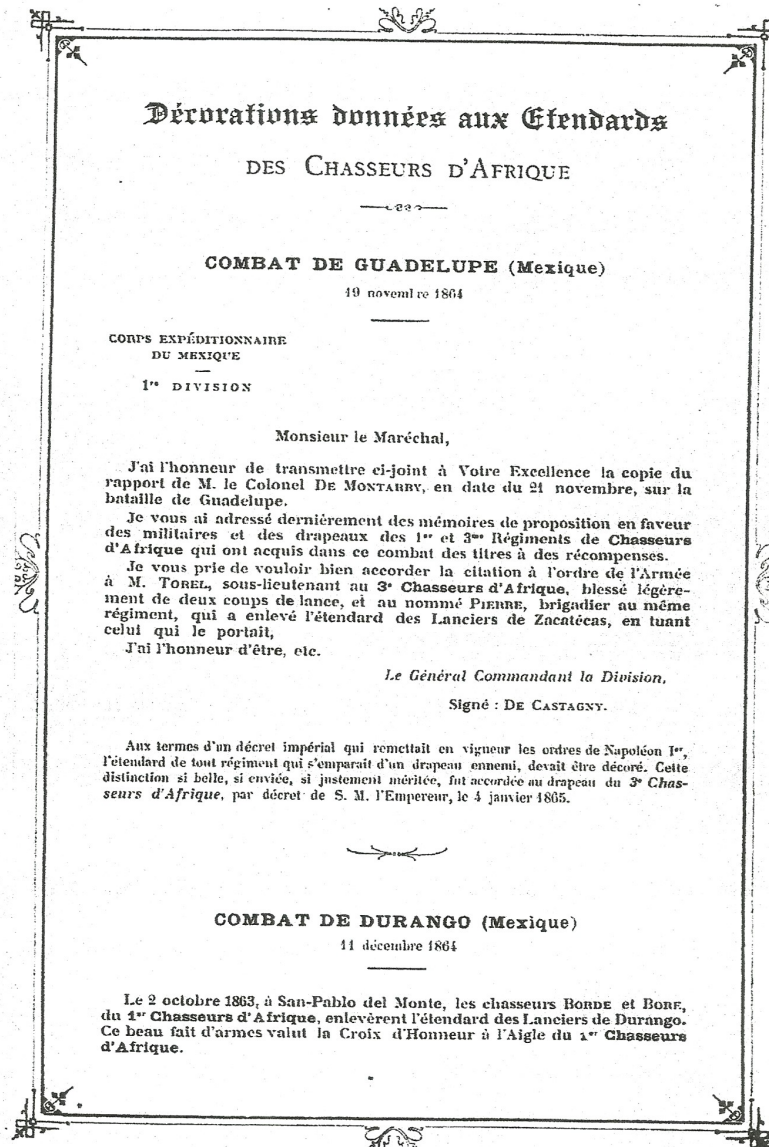 Décorations données aux Etendards
DES CHASSEURS D'AFRIQUE
COMBAT DE GUADELUPE (Mexique)
19 novembre 1864
CORPS EXPÉDITIONNAIRE
DU MEXIQUE
1re DIVISION
Monsieur le Maréchal,
J'ai l'honneur de transmettre ci-joint à Votre Excellence la copie du
rapport de M. le Colonel DE MONTARBY, en date du 21 novembre, sur la
bataille de Guadelupe.
Je vous ai adressé dernièrement des mémoires de proposition en faveur
des militaires et des drapeaux des 1er et 3me Régiments de Chasseurs
d'Afrique qui ont acquis dans ce combat des titres à des récompenses.
Je vous prie de vouloir bien accorder la citation à l'ordre de l'Armée
à M. TOREL, sous-lieutenant au 3e Chasseurs d'Afrique, blessé légère-
ment de deux coups de lance, et au nommé PIERRE, brigadier au même
régiment, qui a enlevé l'étendard des Lanciers de Zacatécas, en tuant
celui qui le portait,
J'ai l'honneur d'être, etc.
Le Général Commandant la Division,
Signé : DE CASTAGNY.
Aux termes d'un décret impérial qui remettait en vigueur les ordres de Napoléon Ier,
l'étendard de tout régiment qui s'emparait d'un drapeau ennemi, devait être décoré. Cette
distinction si belle, si enviée, si justement méritée, fut accordée au drapeau du 3e Chas-
seurs d'Afrique, par décret de S. M. l'Empereur, le 4 janvier 1865.
COMBAT DE DURANGO (Mexique)
11 décembre 1864
Le 2 octobre 1863, à San-Pablo del Monte, les chasseurs BORDE et BORE,
du 1er Chasseurs d'Afrique, enlevèrent l'étendard des Lanciers de Durango.
Ce beau fait d'armes valut la Croix d'Honneur à l'Aigle du 1er Chasseurs
d'Afrique.